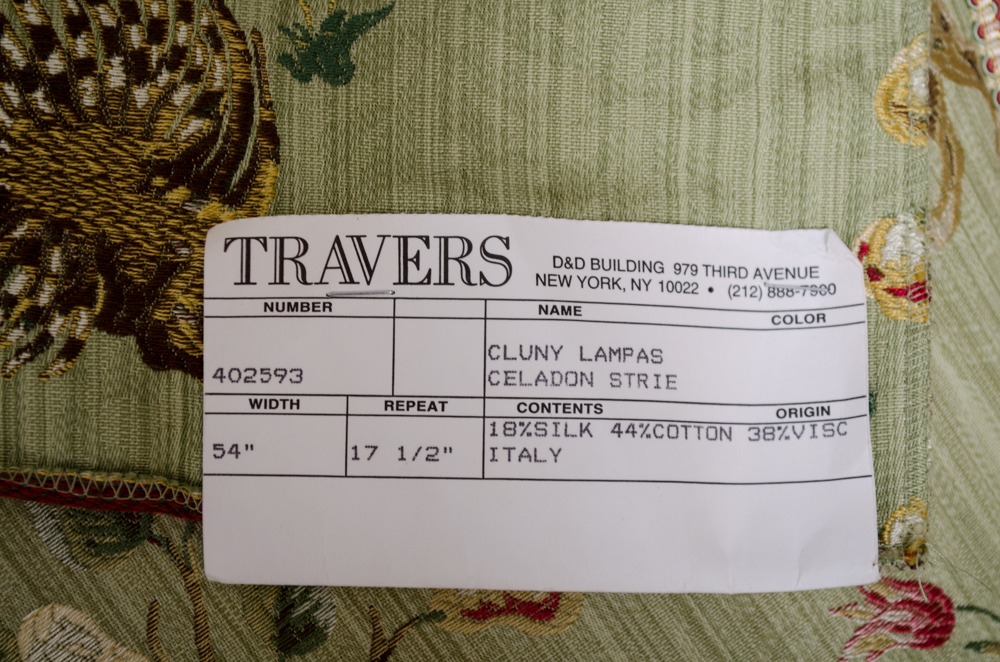 TRAVERS
D&D BUILDING 979 THIRD AVENUE
NEW YORK, NY 10022 • (212) 888-7900
NUMBER
NAME
COLOR
402593
CLUNY LAMPAS
CELADON STRIE
WIDTH
REPEAT
CONTENTS
ORIGIN
54"
17 1/2"
18%SILK 44%COTTON 38%VISC
ITALY